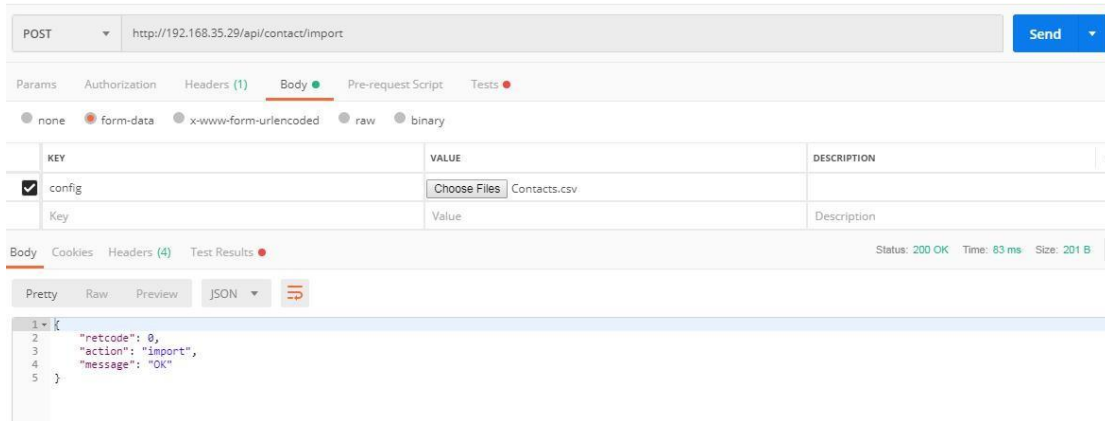 POST http://192.168.35.29/api/contact/import Send
Params Authorization Headers (1) Body Pre-request Script Tests
none form-data x-www-form-urlencoded raw binary
KEY VALUE DESCRIPTION
config Choose Files Contacts.csv
Key Value Description
Body Cookies Headers (4) Test Results Status: 200 OK Time: 83 ms Size: 201 B
Pretty Raw Preview JSON
1 {
2 "retcode": 0,
3 "action": "import",
4 "message": "OK"
5 }